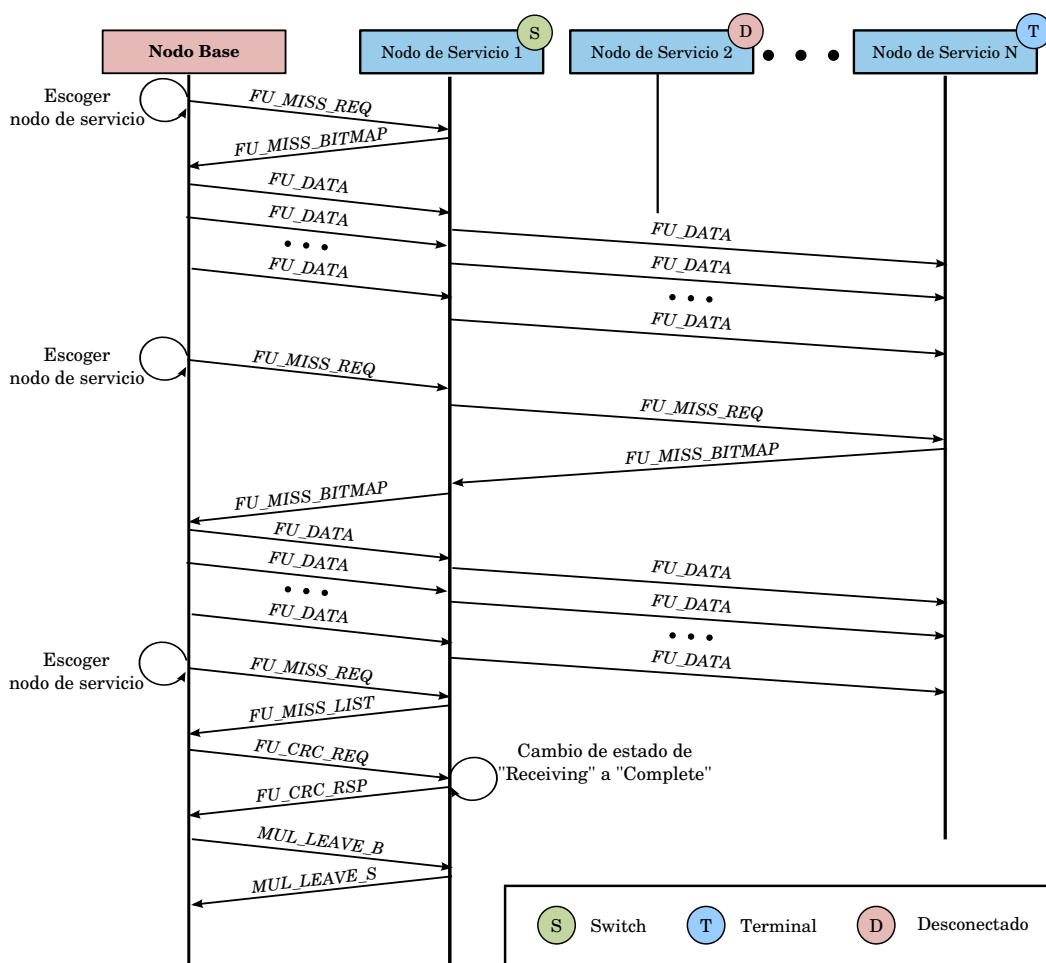 S
D
T
Nodo Base
Nodo de Servicio 1
Nodo de Servicio 2
Nodo de Servicio N
Escoger
nodo de servicio
FU_MISS_REQ
FU_MISS_BITMAP
FU_DATA
FU_DATA
FU_DATA
FU_DATA
FU_DATA
FU_DATA
Escoger
nodo de servicio
FU_MISS_REQ
FU_MISS_REQ
FU_MISS_BITMAP
FU_MISS_BITMAP
FU_DATA
FU_DATA
FU_DATA
FU_DATA
FU_DATA
FU_DATA
Escoger
nodo de servicio
FU_MISS_REQ
FU_MISS_LIST
FU_CRC_REQ
Cambio de estado de
"Receiving" a "Complete"
FU_CRC_RSP
MUL_LEAVE_B
MUL_LEAVE_S
S Switch
T Terminal
D Desconectado